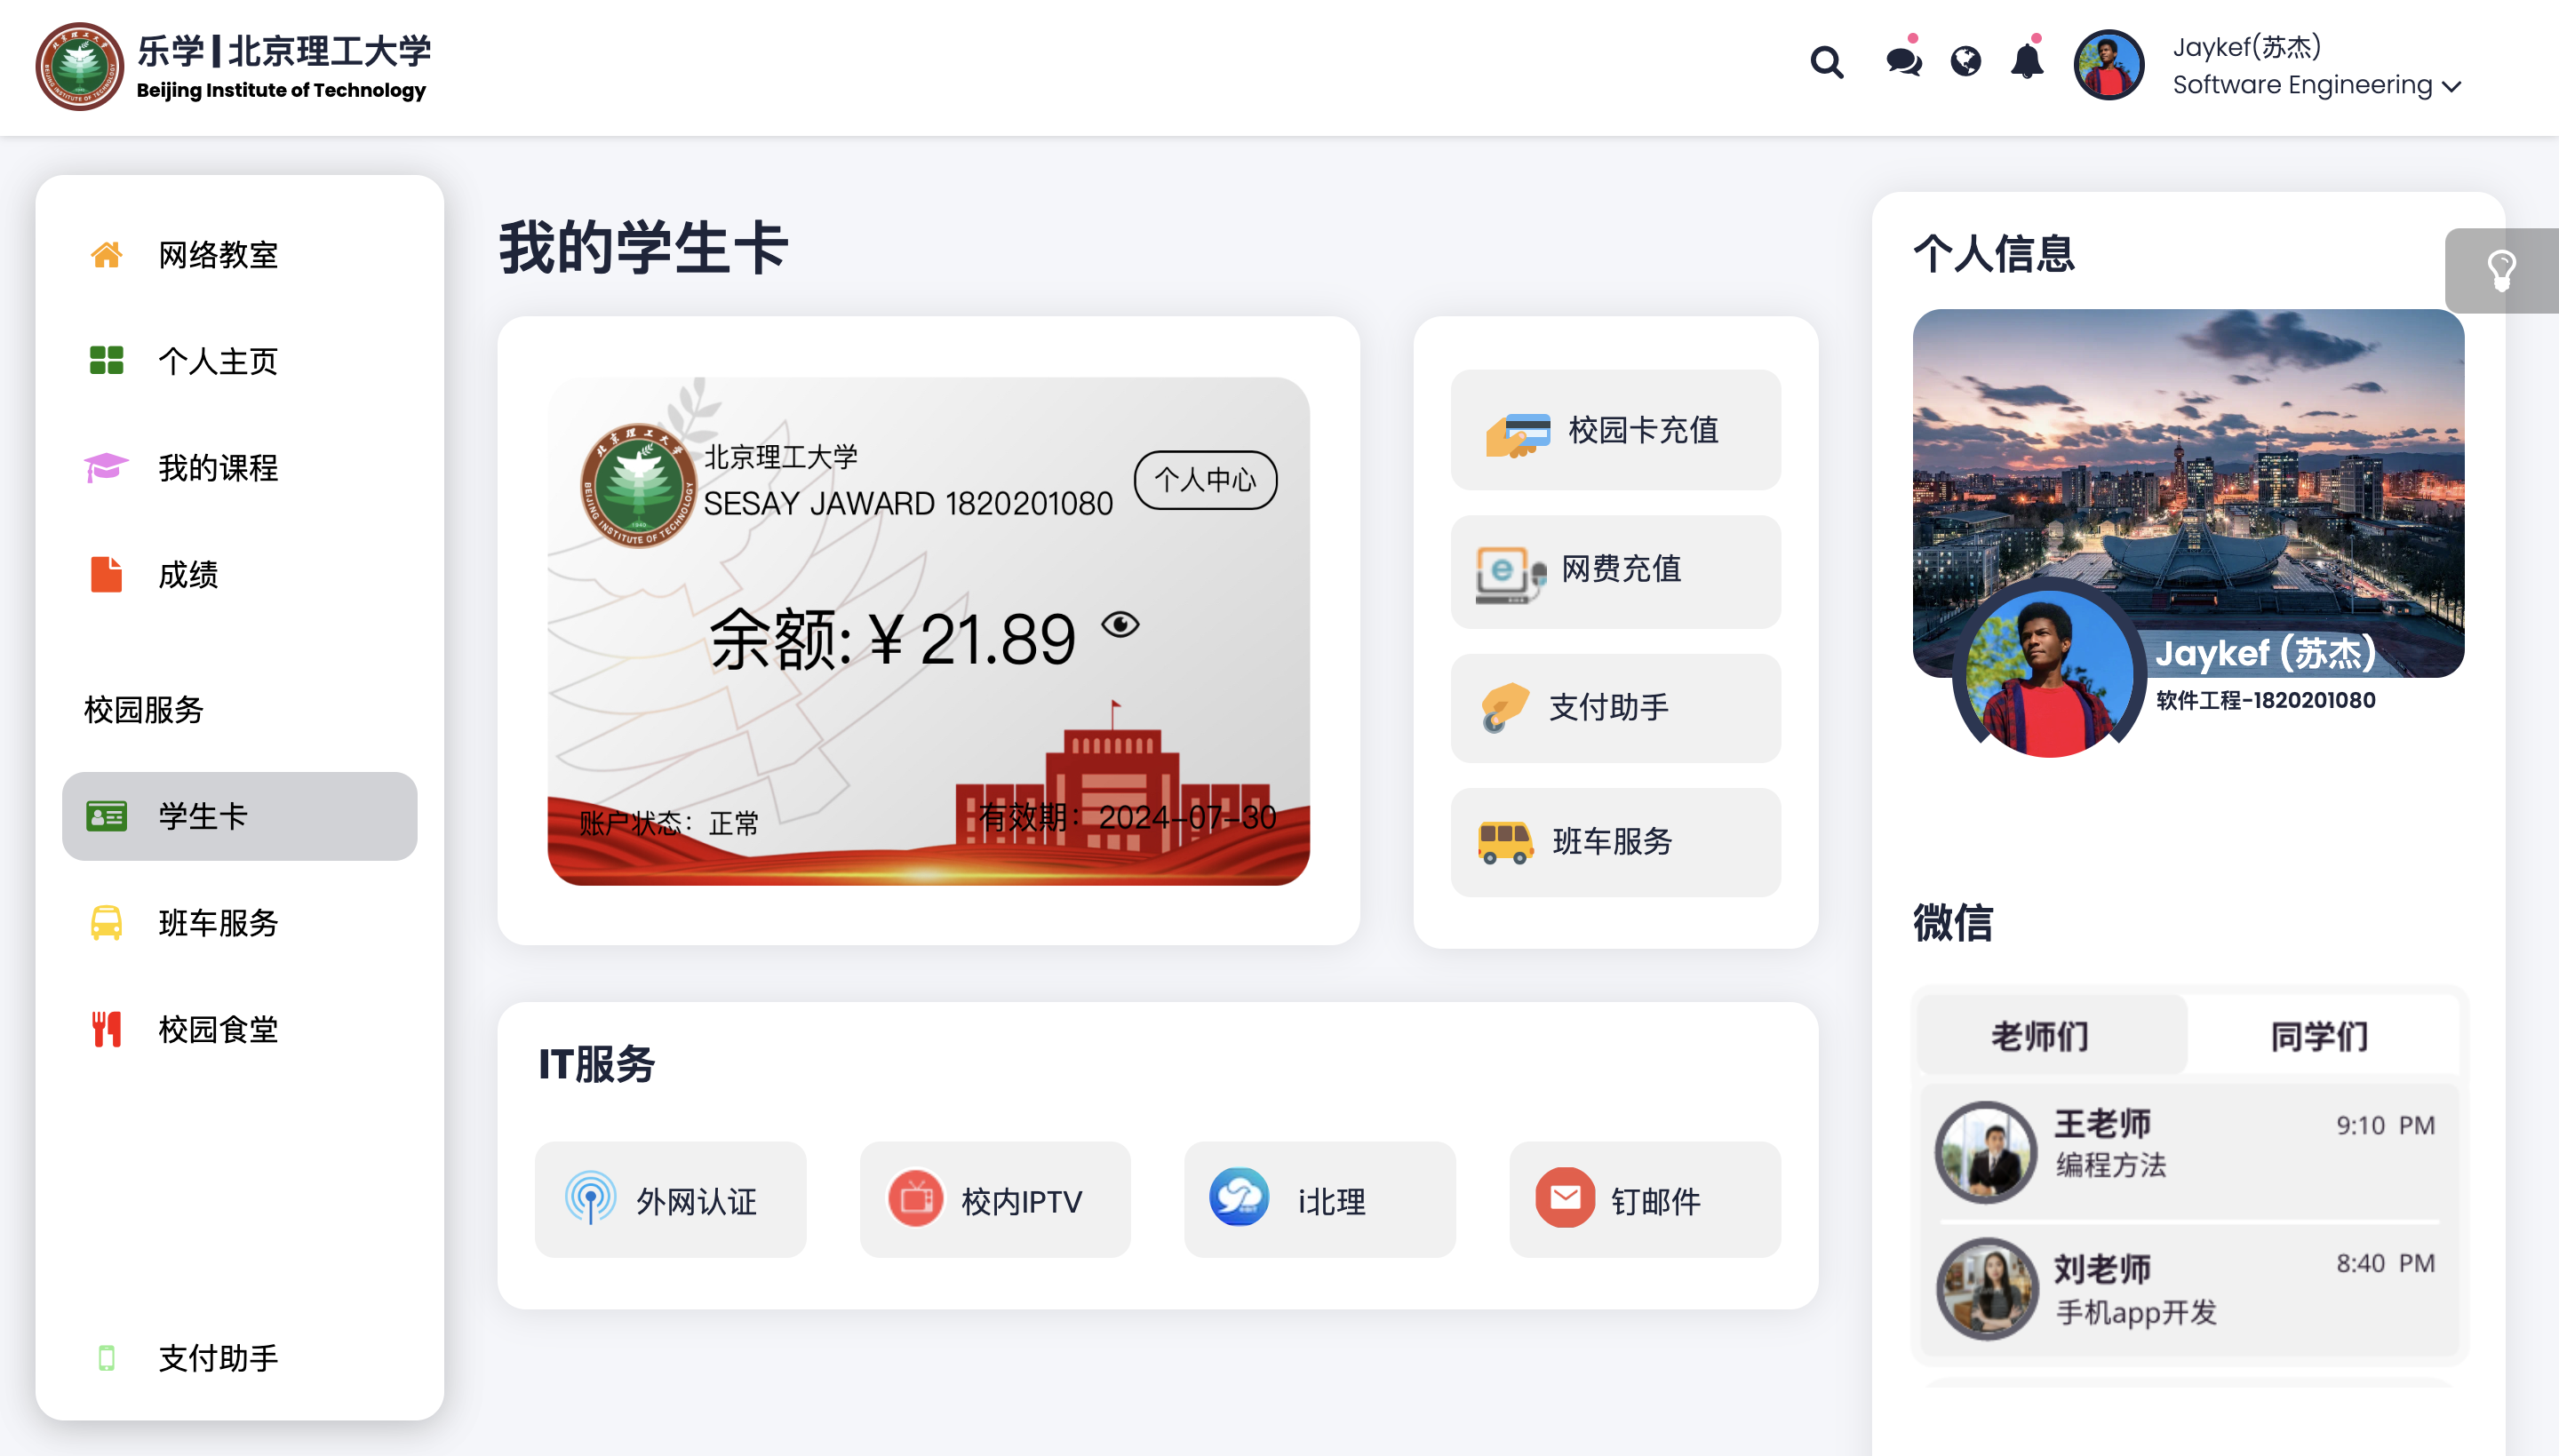 乐学|北京理工大学
Beijing Institute of Technology
Jaykef(苏杰)
Software Engineering
网络教室
个人主页
我的课程
成绩
校园服务
学生卡
班车服务
校园食堂
支付助手
我的学生卡
北京理工大学
SESAY JAWARD 1820201080
个人中心
余额:¥21.89
账户状态：正常
有效期：2024-07-30
校园卡充值
网费充值
支付助手
班车服务
IT服务
外网认证
校内IPTV
i北理
钉邮件
个人信息
Jaykef (苏杰)
软件工程-1820201080
微信
老师们
同学们
王老师
9:10 PM
编程方法
刘老师
8:40 PM
手机app开发